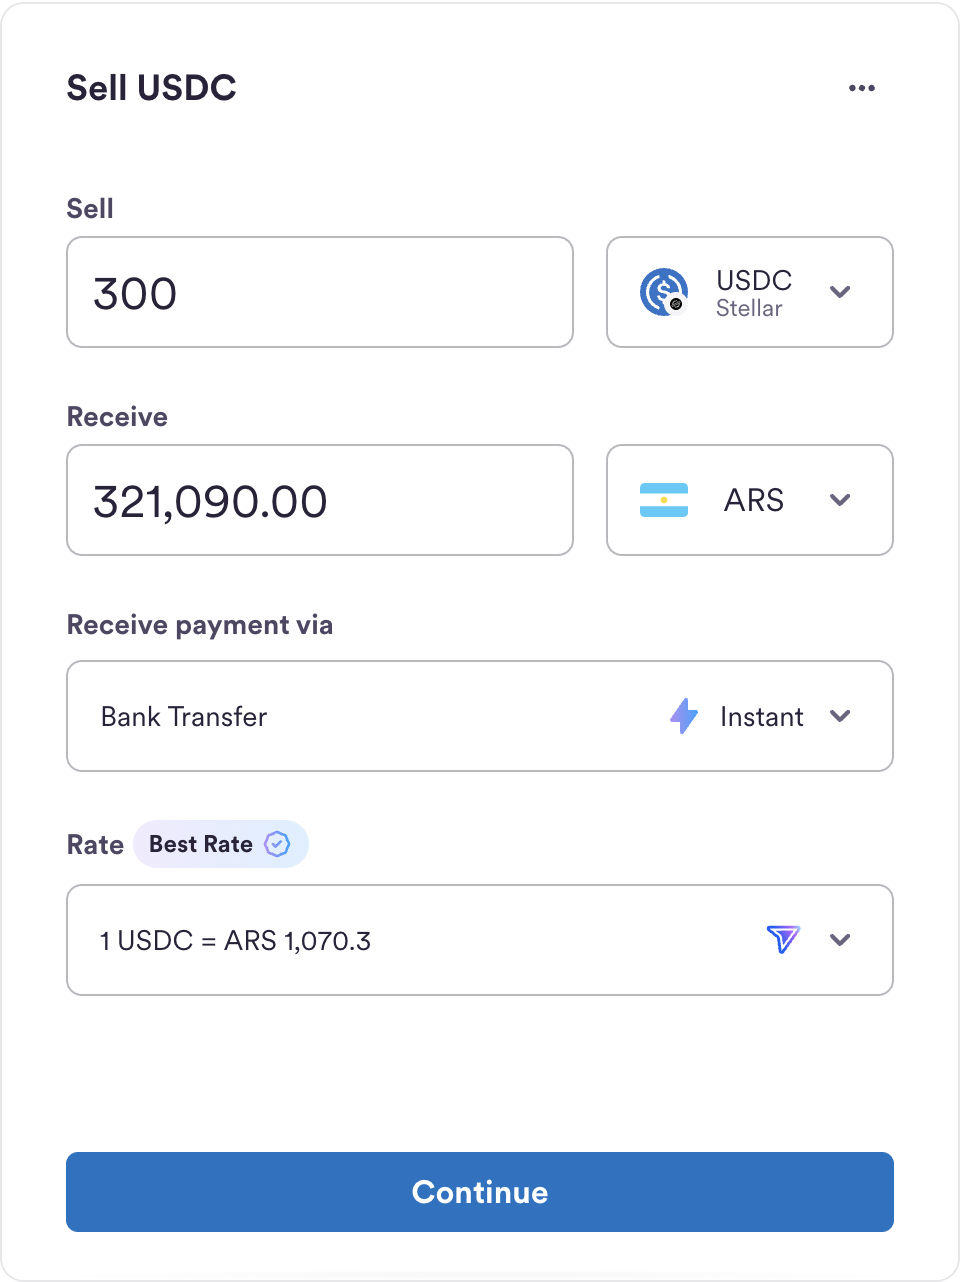 Sell USDC
Sell
300
USDC
Stellar
Receive
321,090.00
ARS
Receive payment via
Bank Transfer
Instant
Rate
Best Rate
1 USDC = ARS 1,070.3
Continue